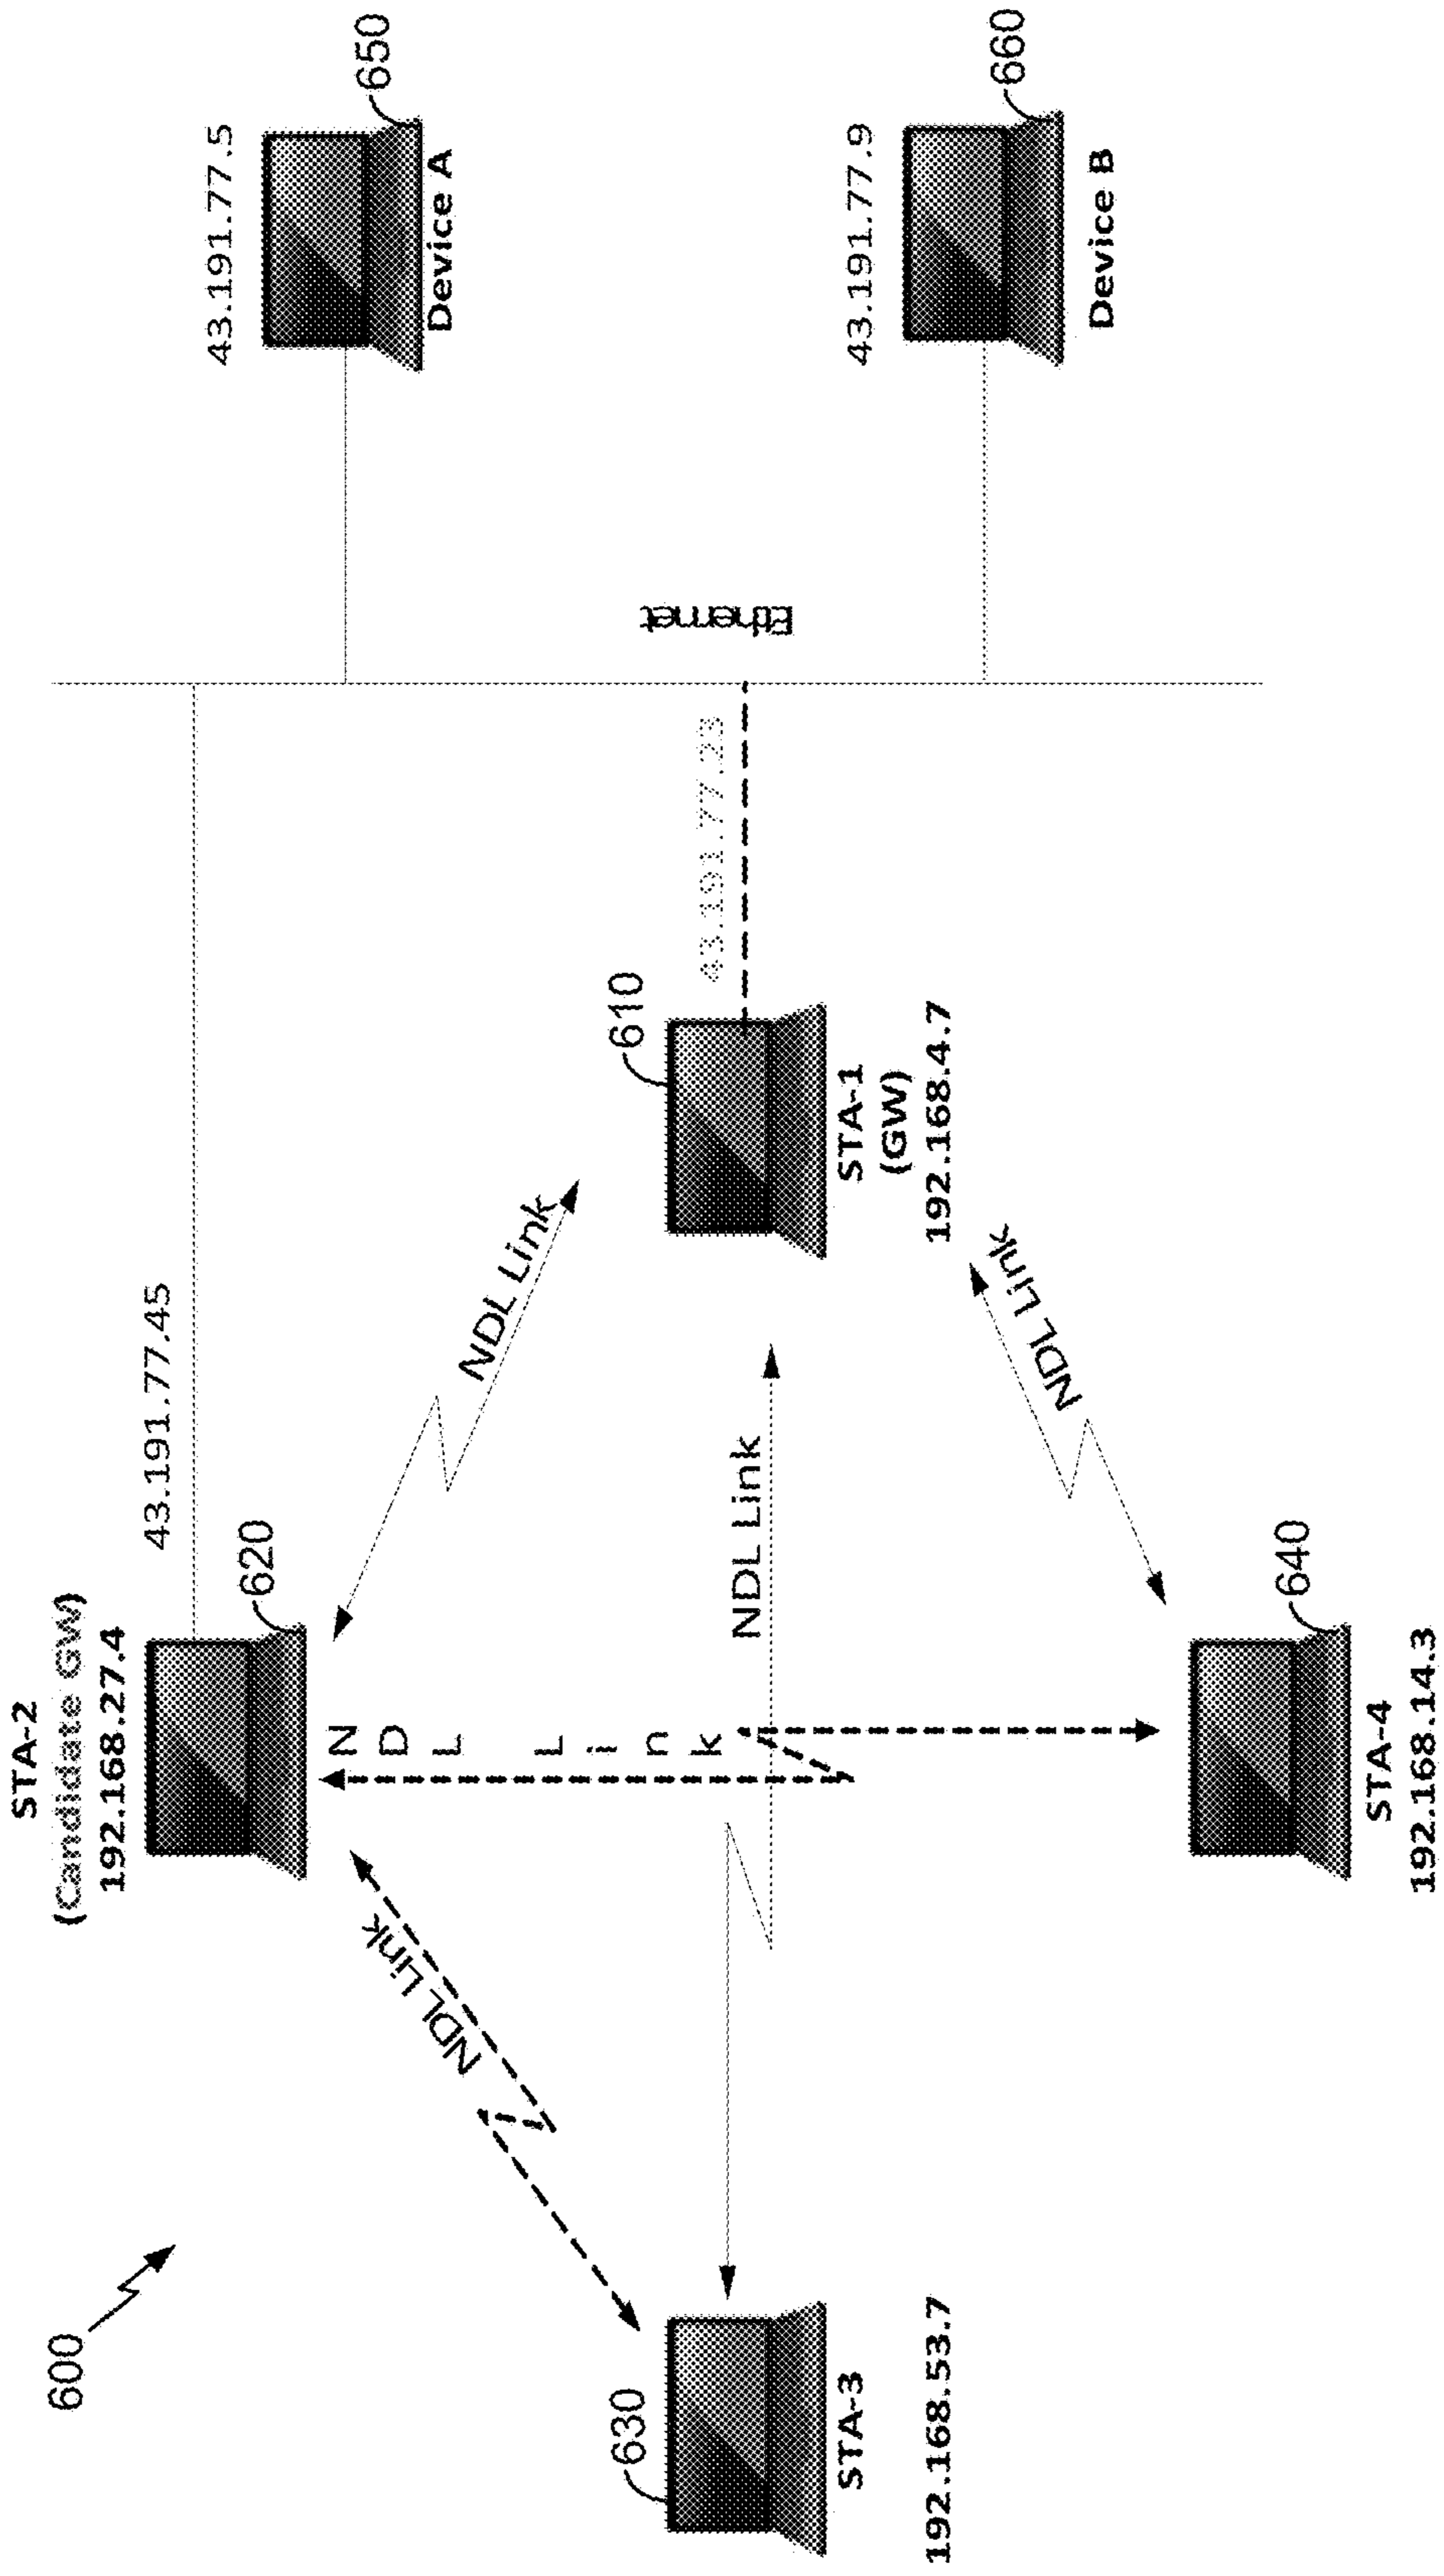 600
STA-2
(Candidate GW)
192.168.27.4
620
43.191.77.45
43.191.77.5
650
Device A
NDL Link
NDL Link
NDL Link
630
STA-3
192.168.53.7
NDL Link
610
STA-1
(GW)
192.168.4.7
43.191.77.23
Ethernet
43.191.77.9
660
Device B
NDL Link
640
STA-4
192.168.14.3